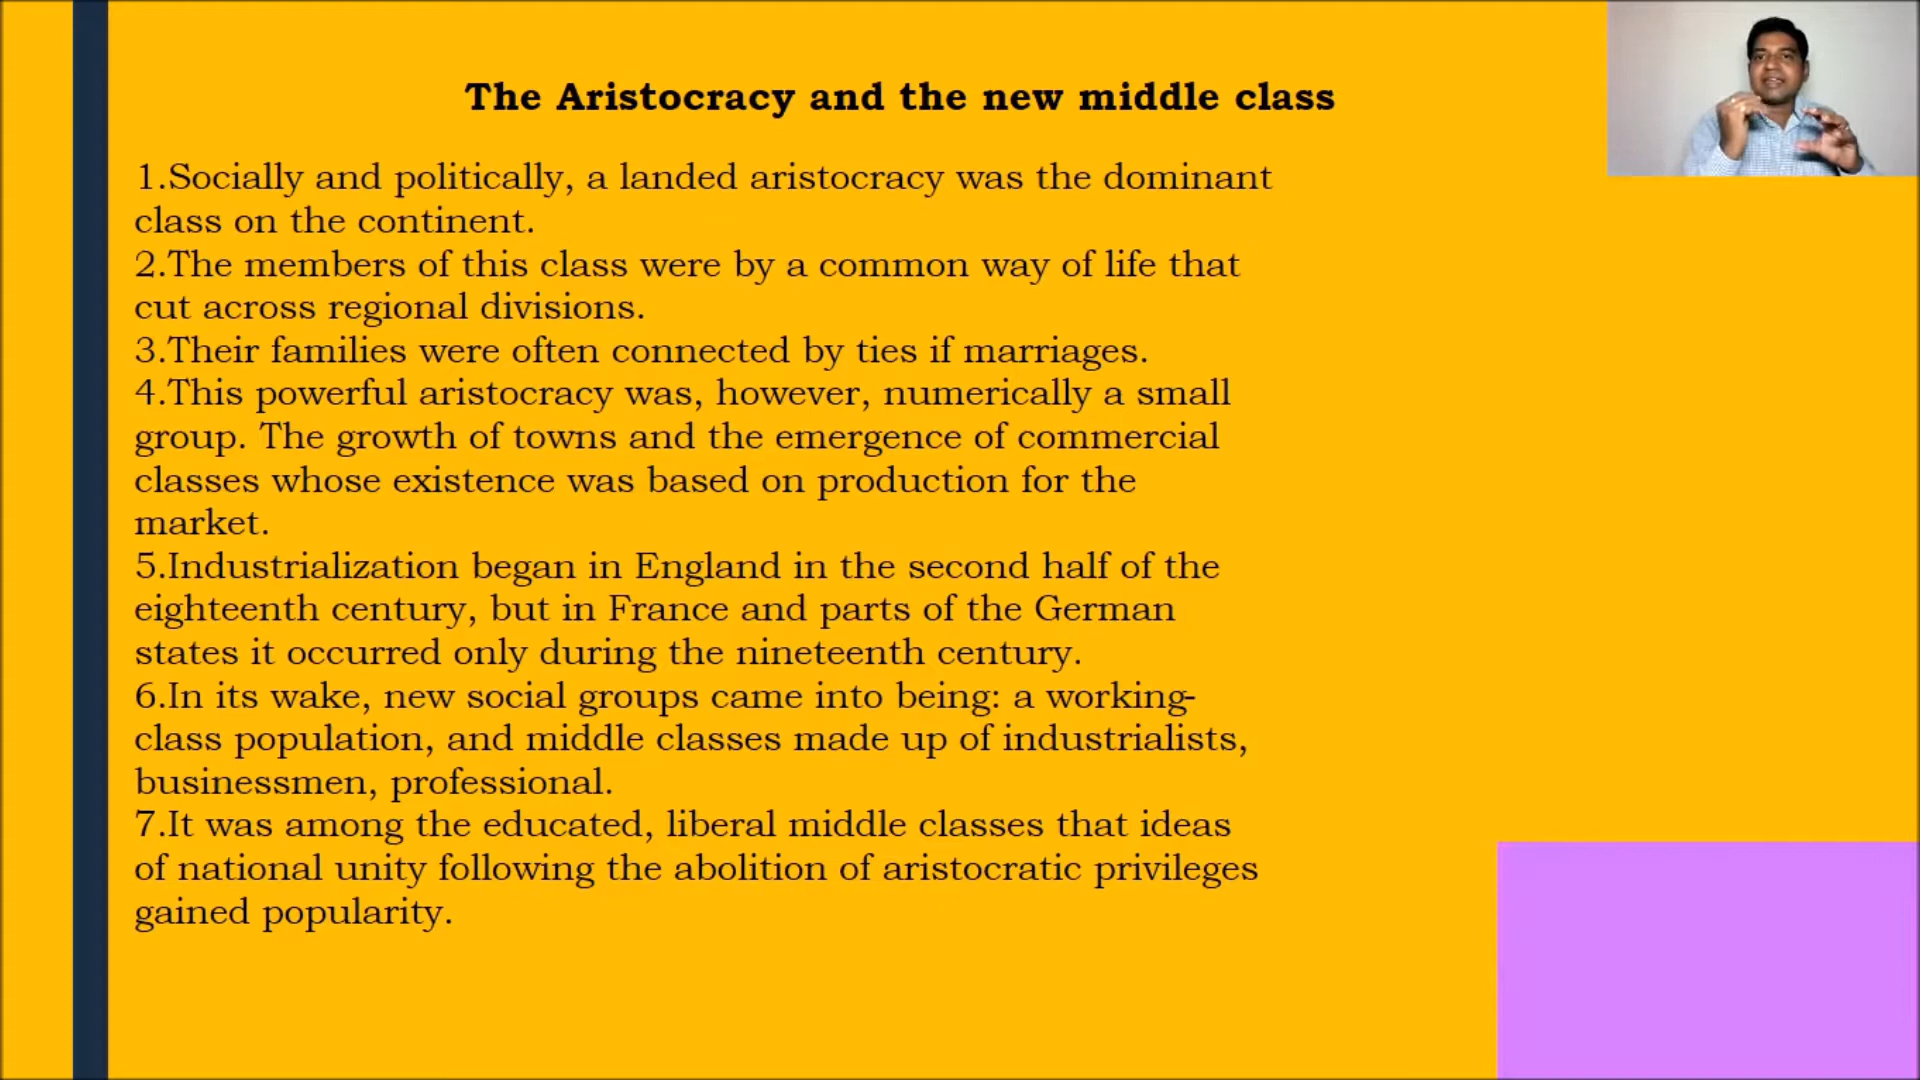 The Aristocracy and the new middle class
1.Socially and politically, a landed aristocracy was the dominant
class on the continent.
2.The members of this class were by a common way of life that
cut across regional divisions.
3.Their families were often connected by ties if marriages.
4.This powerful aristocracy was, however, numerically a small
group. The growth of towns and the emergence of commercial
classes whose existence was based on production for the
market.
5.Industrialization began in England in the second half of the
eighteenth century, but in France and parts of the German
states it occurred only during the nineteenth century.
6.In its wake, new social groups came into being: a working-
class population, and middle classes made up of industrialists,
businessmen, professional.
7.It was among the educated, liberal middle classes that ideas
of national unity following the abolition of aristocratic privileges
gained popularity.